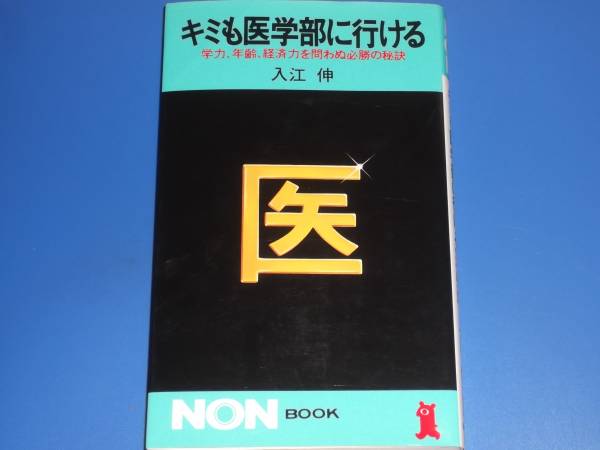 キミも医学部に行ける
学力、年齢、経済力を問わぬ必勝の秘訣
入江 伸
医
NON BOOK